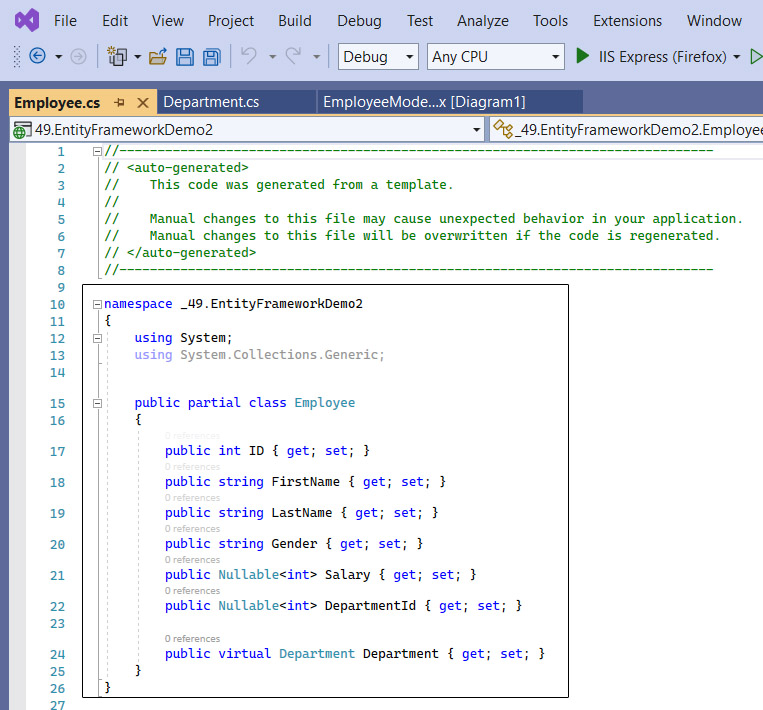 File Edit View Project Build Debug Test Analyze Tools Extensions Window
Debug Any CPU IIS Express (Firefox)
Employee.cs Department.cs EmployeeMode...x [Diagram1]
49.EntityFrameworkDemo2 _49.EntityFrameworkDemo2.Employee
1 //------------------------------------------------------------------------------
2 // <auto-generated>
3 //    This code was generated from a template.
4 //
5 //    Manual changes to this file may cause unexpected behavior in your application.
6 //    Manual changes to this file will be overwritten if the code is regenerated.
7 // </auto-generated>
8 //------------------------------------------------------------------------------
9
10 namespace _49.EntityFrameworkDemo2
11 {
12     using System;
13     using System.Collections.Generic;
14
15     public partial class Employee
16     {
0 references
17         public int ID { get; set; }
0 references
18         public string FirstName { get; set; }
0 references
19         public string LastName { get; set; }
0 references
20         public string Gender { get; set; }
0 references
21         public Nullable<int> Salary { get; set; }
0 references
22         public Nullable<int> DepartmentId { get; set; }
23
0 references
24         public virtual Department Department { get; set; }
25     }
26 }
27